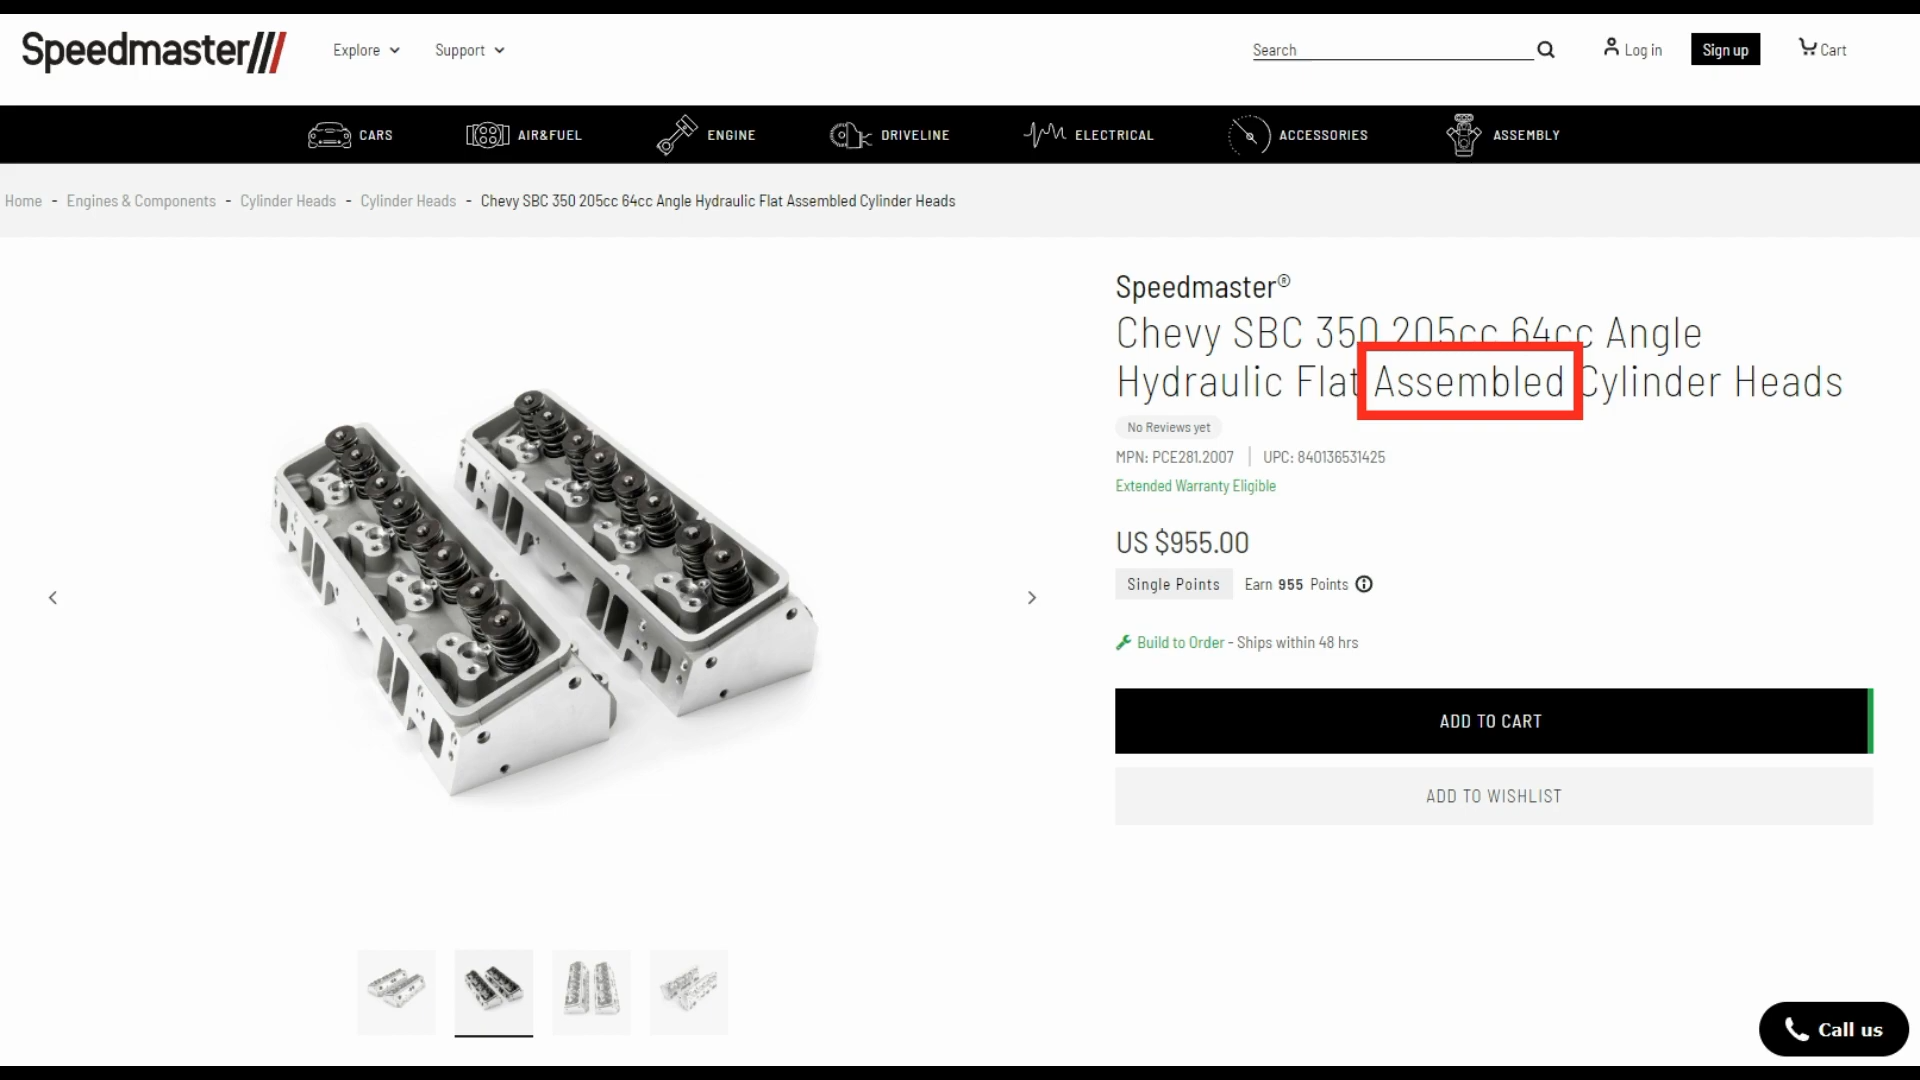 Speedmaster
Explore
Support
Search
Log in
Sign up
Cart
CARS
AIR&FUEL
ENGINE
DRIVELINE
ELECTRICAL
ACCESSORIES
ASSEMBLY
Home - Engines & Components - Cylinder Heads - Cylinder Heads - Chevy SBC 350 205cc 64cc Angle Hydraulic Flat Assembled Cylinder Heads
Speedmaster®
Chevy SBC 350 205cc 64cc Angle
Hydraulic Flat Assembled Cylinder Heads
No Reviews yet
MPN: PCE281.2007 | UPC: 840136531425
Extended Warranty Eligible
US $955.00
Single Points Earn 955 Points
Build to Order - Ships within 48 hrs
ADD TO CART
ADD TO WISHLIST
Call us